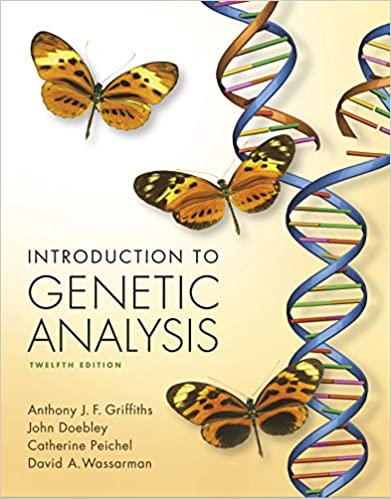 INTRODUCTION TO
GENETIC
ANALYSIS
TWELFTH EDITION
Anthony J. F. Griffiths
John Doebley
Catherine Peichel
David A. Wassarman